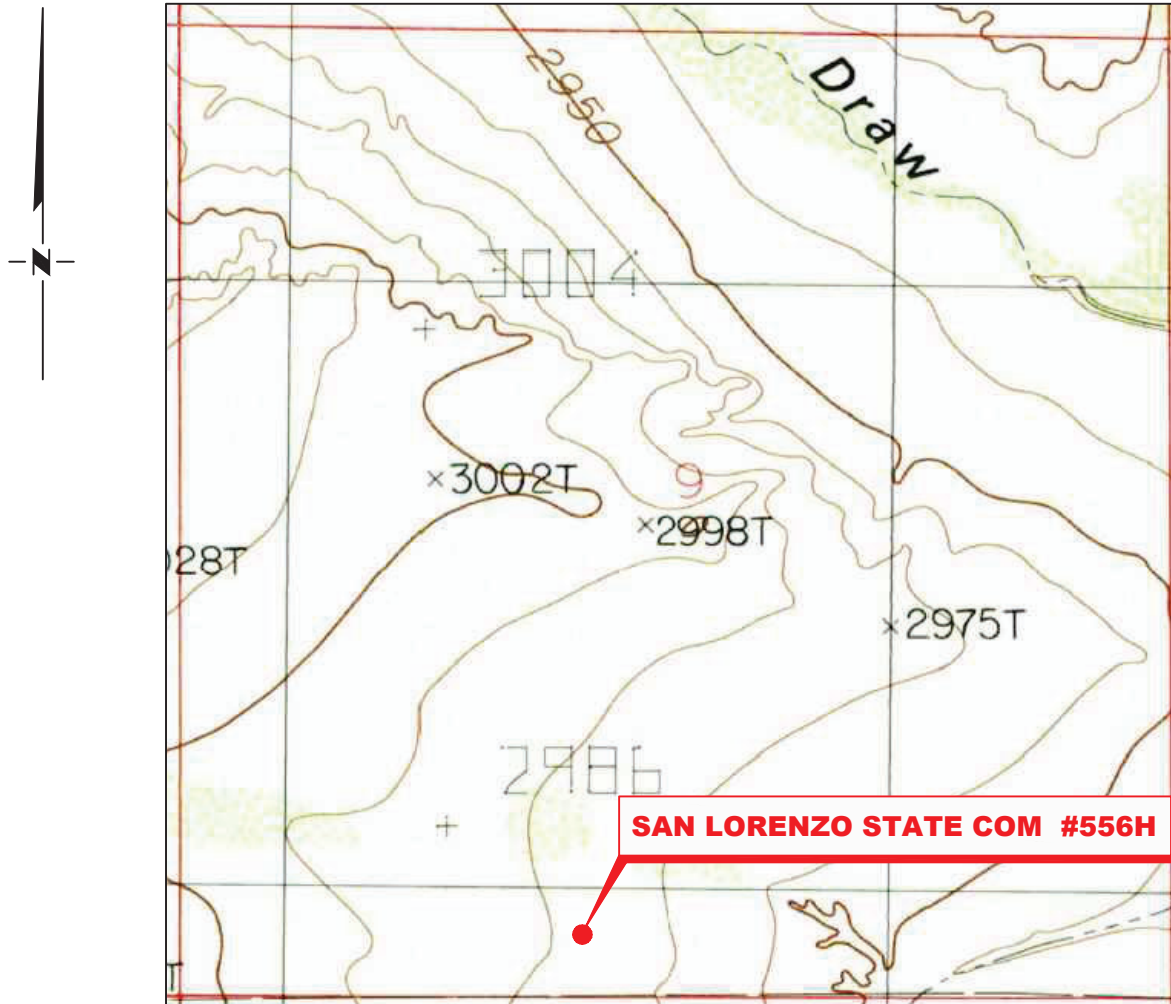 2950
Draw
N
3004
9
×3002T
×2998T
028T
×2975T
2986
SAN LORENZO STATE COM #556H
T